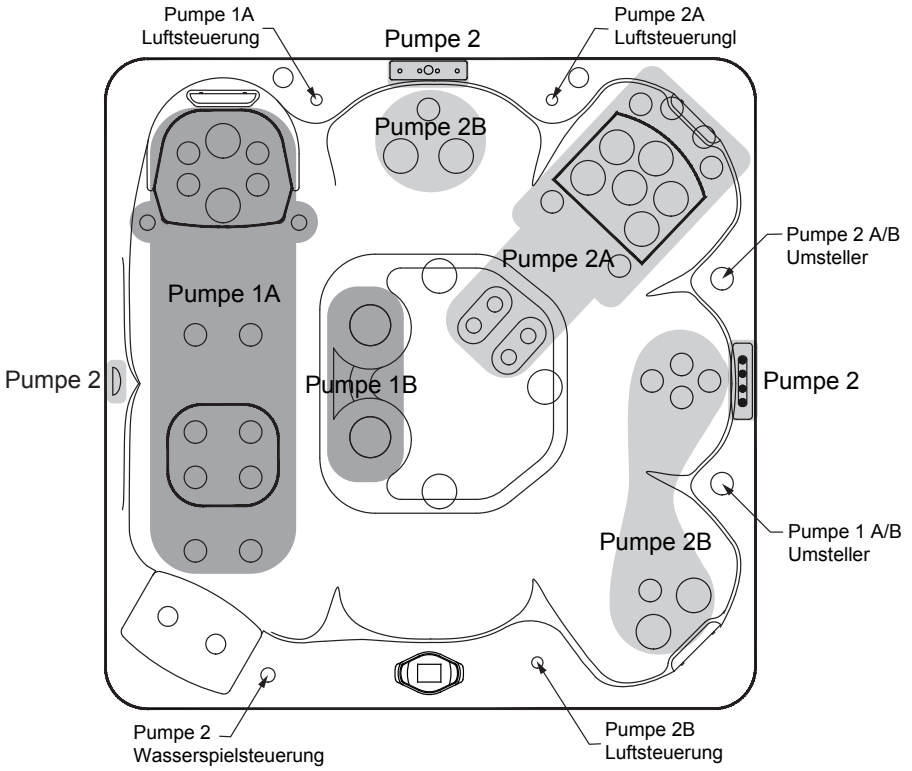 Pumpe 1A
Luftsteuerung
Pumpe 2
Pumpe 2A
Luftsteuerungl
Pumpe 2B
Pumpe 2 A/B
Umsteller
Pumpe 2A
Pumpe 1A
Pumpe 2
Pumpe 1B
Pumpe 2
Pumpe 1 A/B
Umsteller
Pumpe 2B
Pumpe 2
Wasserspielsteuerung
Pumpe 2B
Luftsteuerung